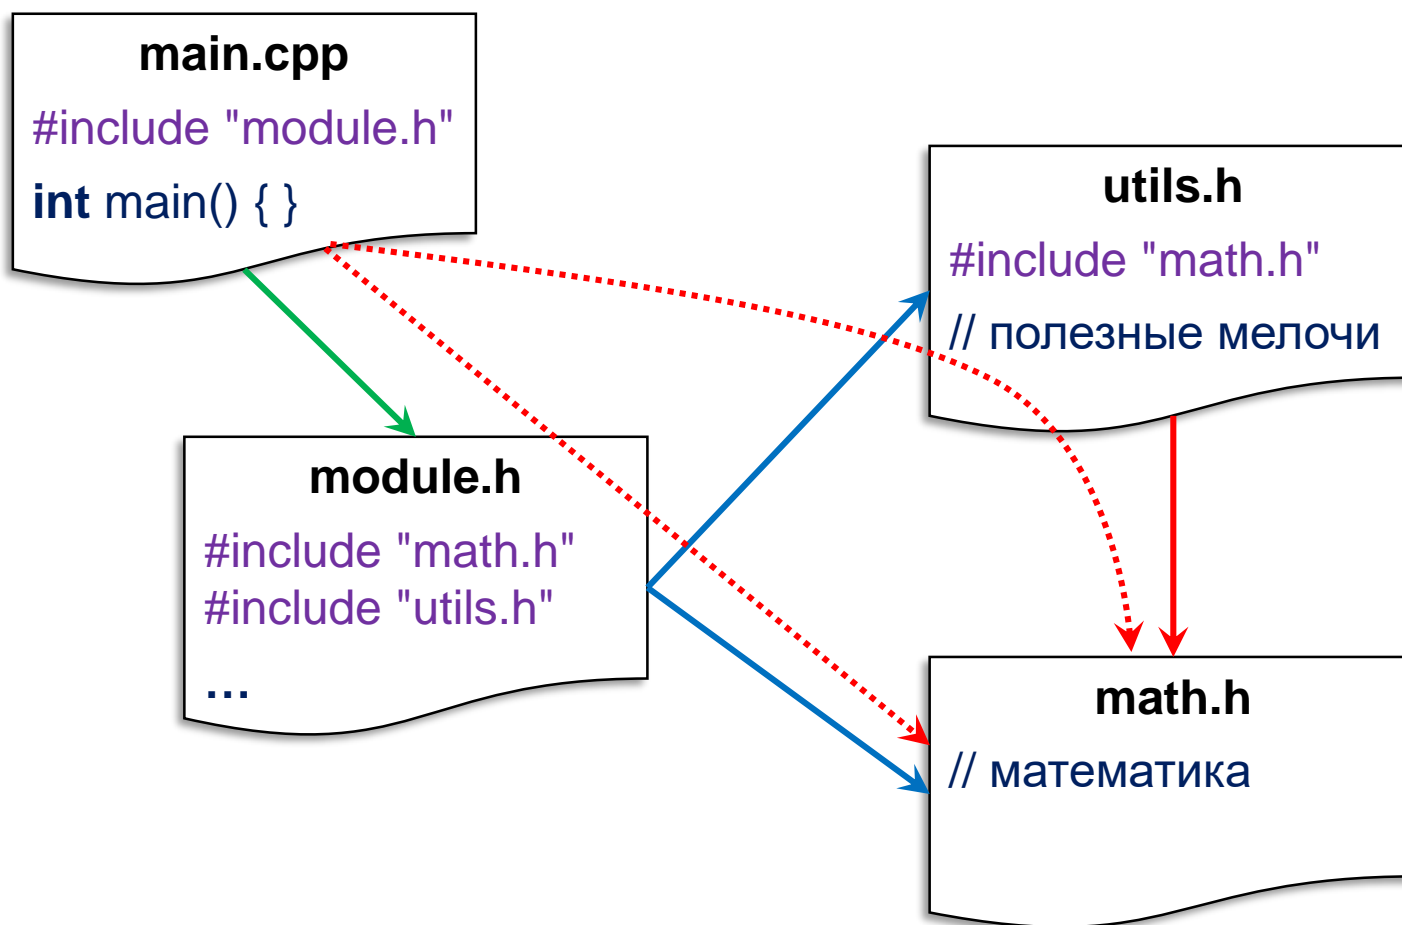 main.cpp
#include "module.h"
int main() { }
utils.h
#include "math.h"
// полезные мелочи
module.h
#include "math.h"
#include "utils.h"
...
math.h
// математика